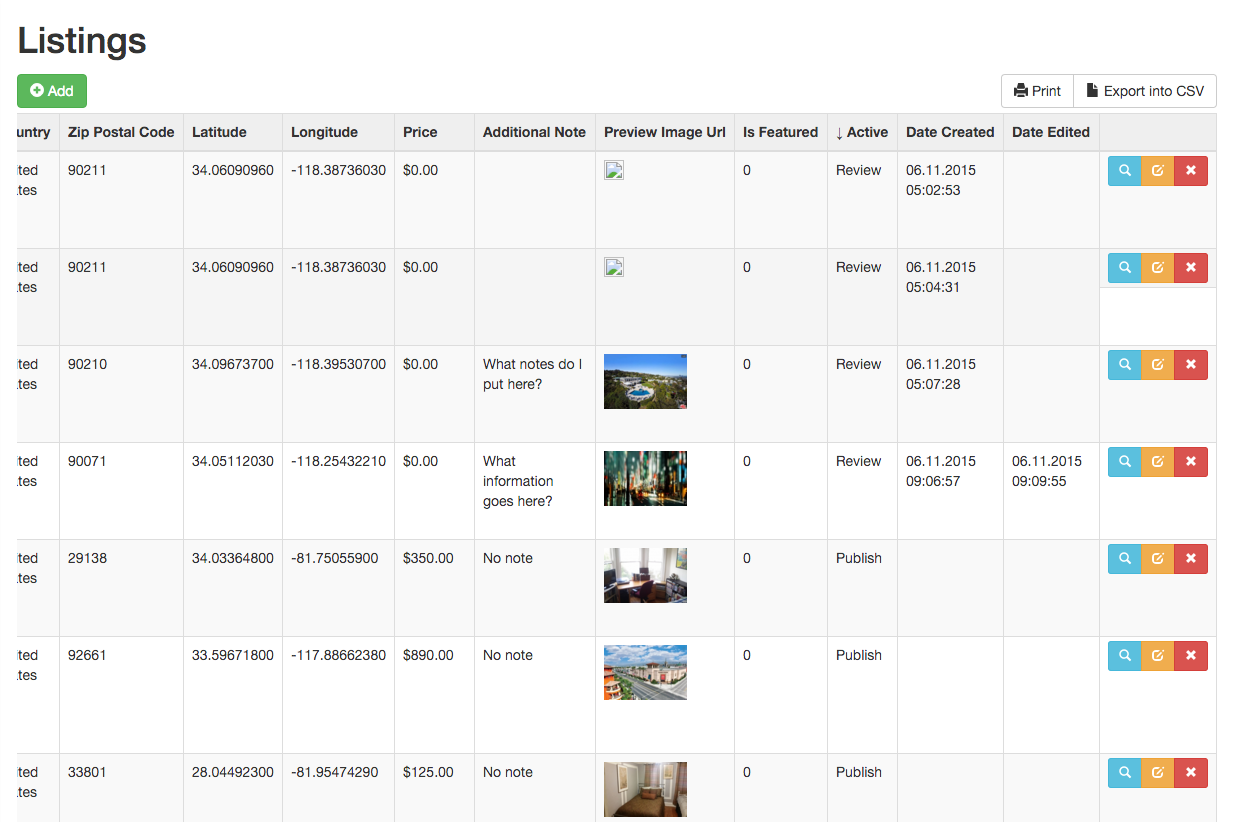 Listings
Add
Print
Export into CSV
untry Zip Postal Code Latitude Longitude Price Additional Note Preview Image Url Is Featured ↓ Active Date Created Date Edited
ted 90211 34.06090960 -118.38736030 $0.00 0 Review 06.11.2015
tes 05:02:53
ted 90211 34.06090960 -118.38736030 $0.00 0 Review 06.11.2015
tes 05:04:31
ted 90210 34.09673700 -118.39530700 $0.00 What notes do I 0 Review 06.11.2015
tes put here? 05:07:28
ted 90071 34.05112030 -118.25432210 $0.00 What 0 Review 06.11.2015 06.11.2015
tes information 09:06:57 09:09:55
goes here?
ted 29138 34.03364800 -81.75055900 $350.00 No note 0 Publish
tes
ted 92661 33.59671800 -117.88662380 $890.00 No note 0 Publish
tes
ted 33801 28.04492300 -81.95474290 $125.00 No note 0 Publish
tes